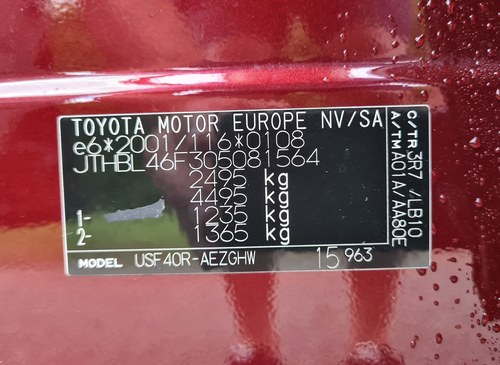 TOYOTA MOTOR EUROPE NV/SA
e6*2001/116*0108
JTHBL46F305081564
2495 kg
4495 kg
1- 1235 kg
2- 1365 kg
MODEL USF40R-AEZGHW 15 963
C/TR 3R7 /LB10
A/TM A01A/AA80E